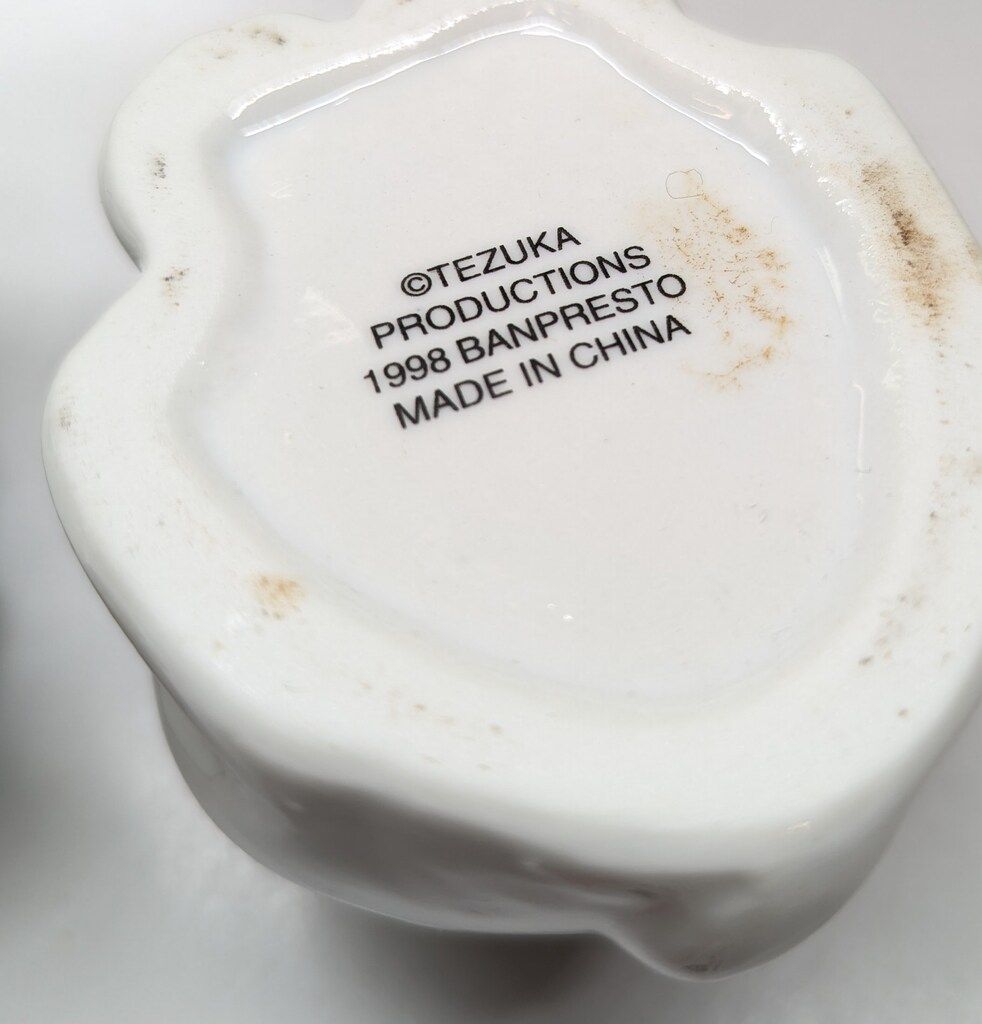 ©TEZUKA
PRODUCTIONS
1998 BANPRESTO
MADE IN CHINA